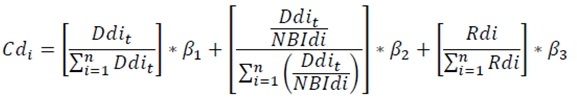 Cd_i = [Ddi_t / ∑_{i=1}^{n} Ddi_t] * β_1 + [(Ddi_t / NBIdi) / ∑_{i=1}^{n} (Ddi_t / NBIdi)] * β_2 + [Rdi / ∑_{i=1}^{n} Rdi] * β_3